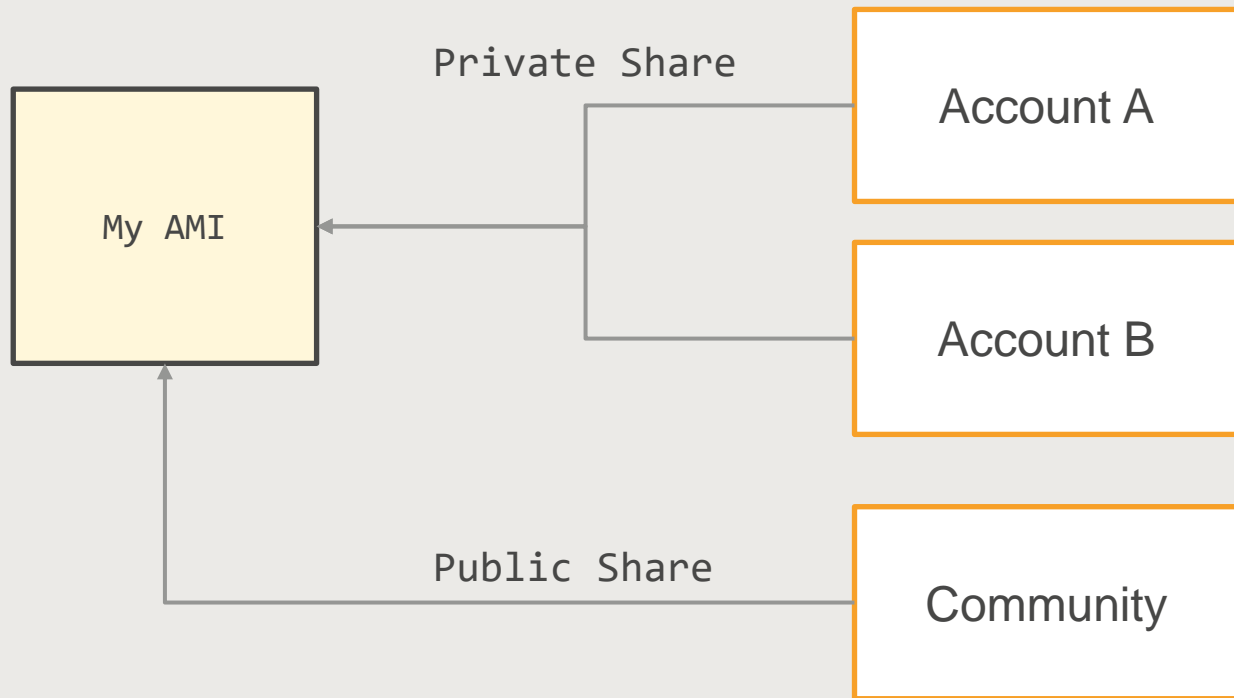 Private Share
Account A
My AMI
Account B
Public Share
Community